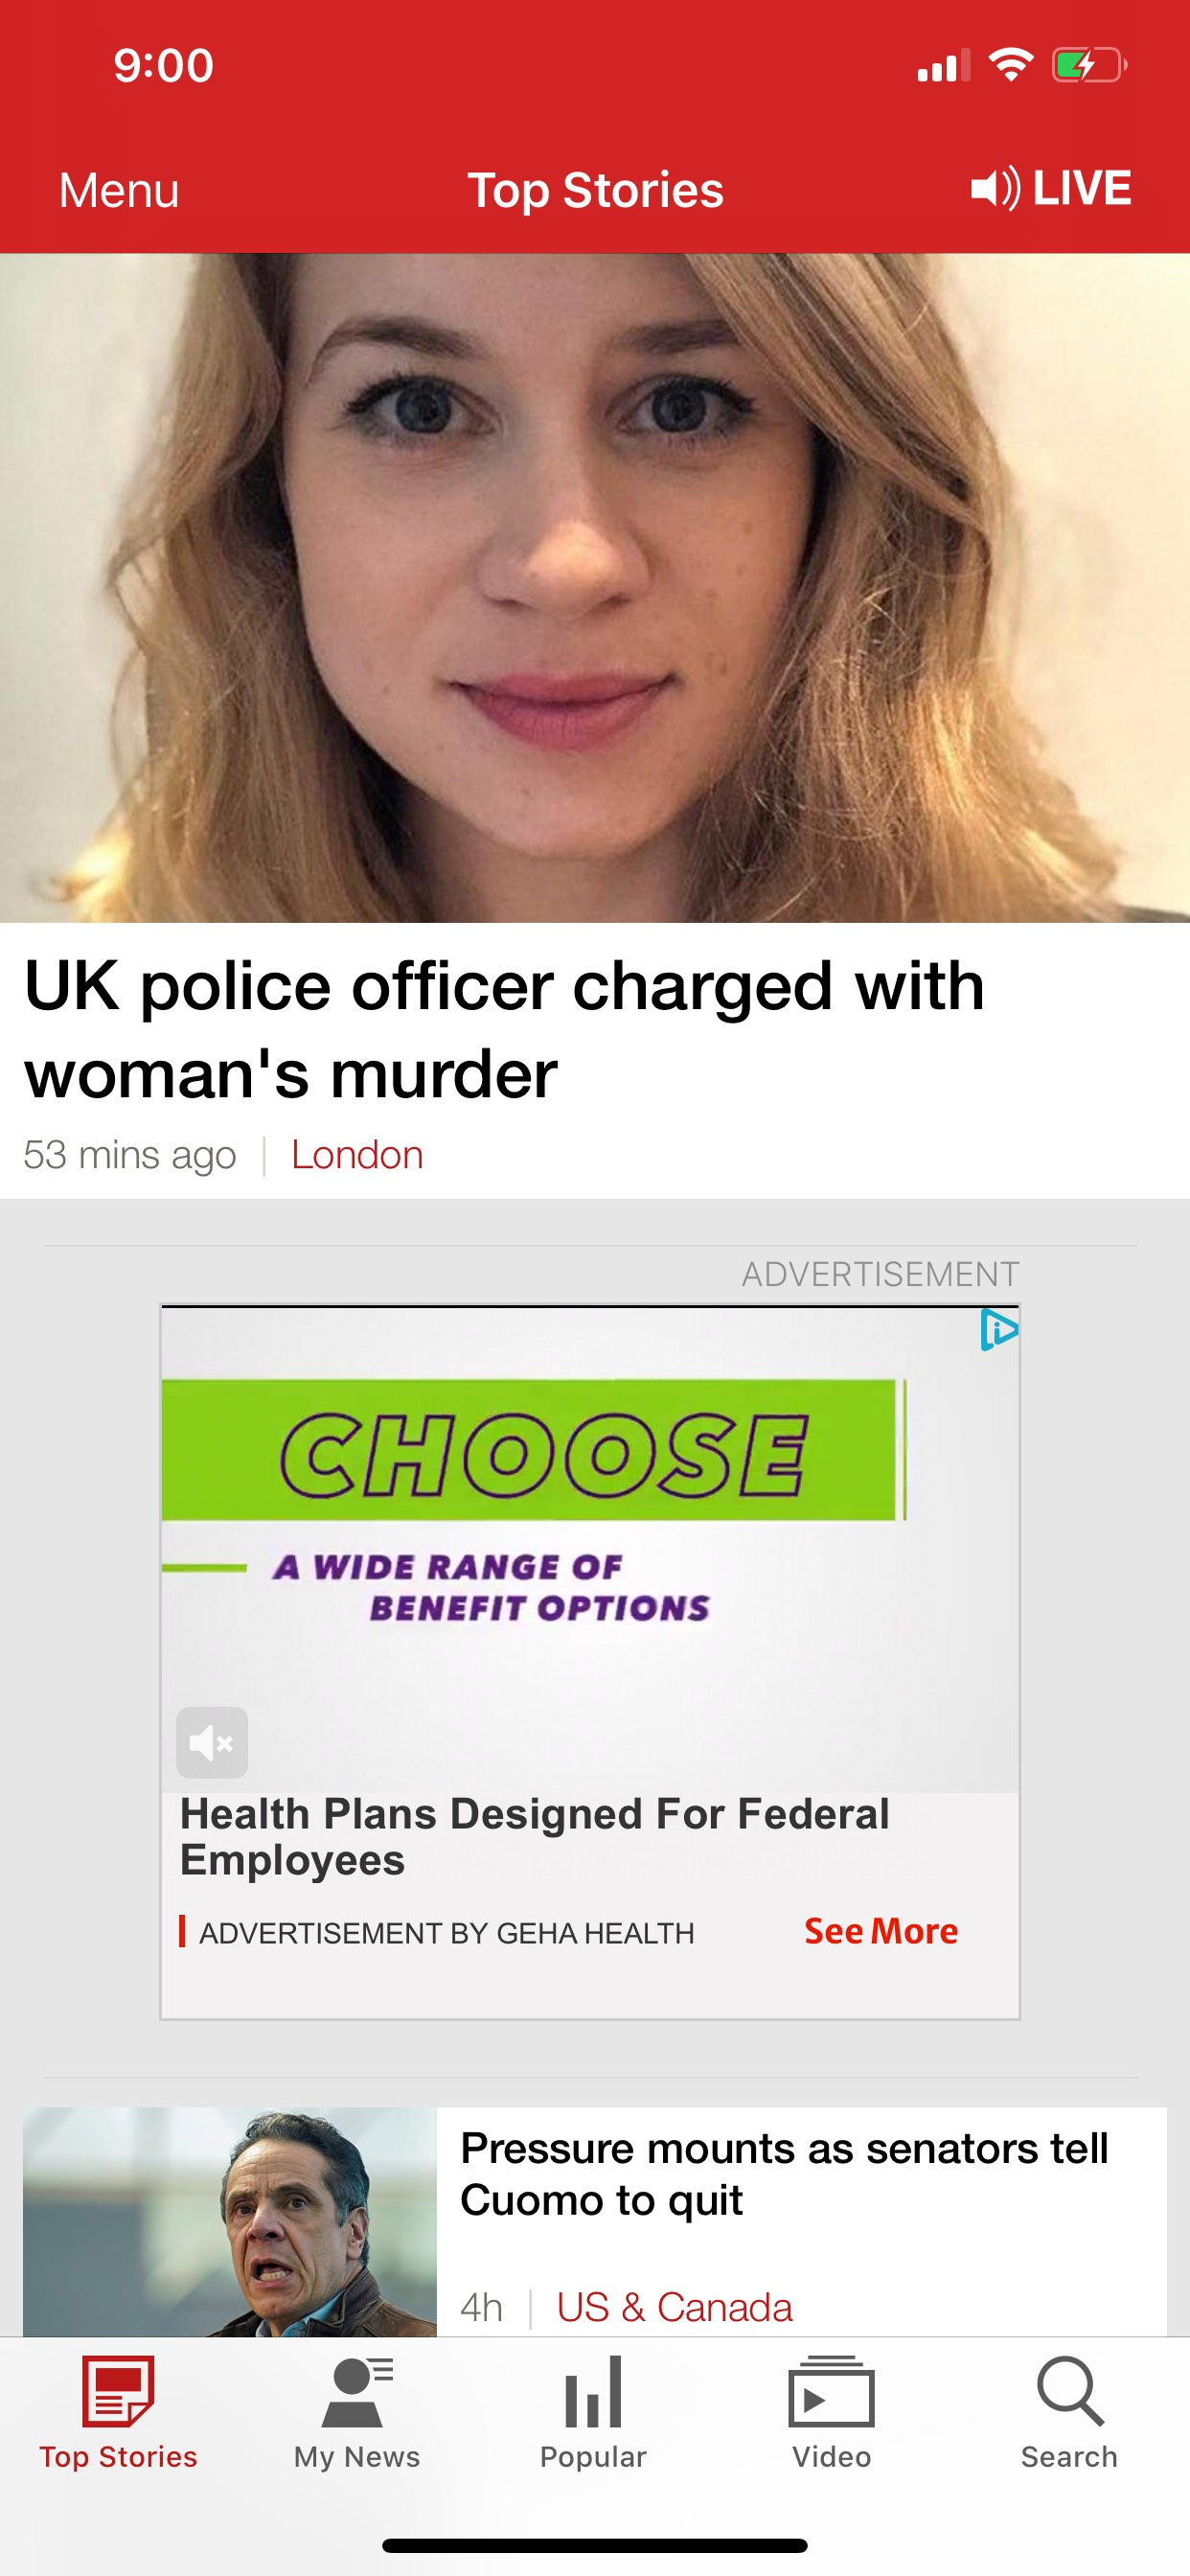 9:00
Menu
Top Stories
LIVE
UK police officer charged with
woman's murder
53 mins ago | London
ADVERTISEMENT
CHOOSE
A WIDE RANGE OF
BENEFIT OPTIONS
Health Plans Designed For Federal
Employees
ADVERTISEMENT BY GEHA HEALTH
See More
Pressure mounts as senators tell
Cuomo to quit
4h | US & Canada
Top Stories
My News
Popular
Video
Search